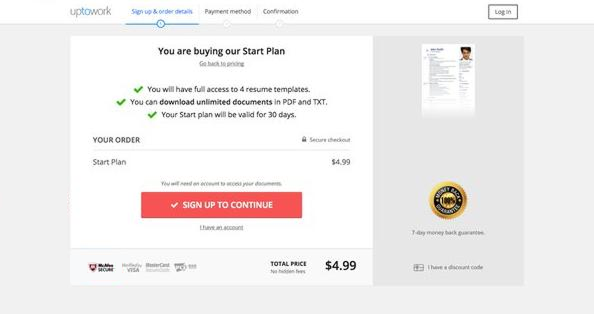 uptowork
Sign up & order details
Payment method
Confirmation
Log in
1
You are buying our Start Plan
Go back to pricing
You will have full access to 4 resume templates.
You can download unlimited documents in PDF and TXT.
Your Start plan will be valid for 30 days.
YOUR ORDER
Secure checkout
Start Plan
$4.99
You will need an account to access your documents.
SIGN UP TO CONTINUE
I have an account
MONEY BACK
100%
GUARANTEE
7-day money back guarantee.
McAfee
SECURE
VISA
MasterCard
TOTAL PRICE
No hidden fees
$4.99
I have a discount code